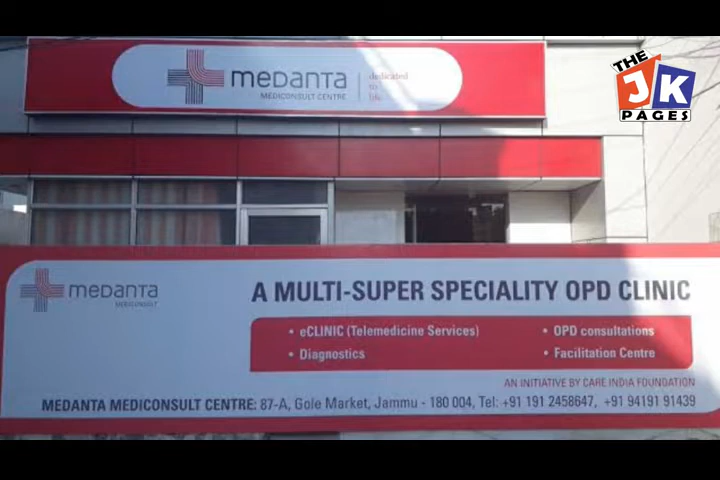 THE
JK
PAGES
medanta
MEDICONSULT CENTRE
dedicated
to
life
medanta
MEDICONSULT
A MULTI-SUPER SPECIALITY OPD CLINIC
• eCLINIC (Telemedicine Services)
• OPD consultations
• Diagnostics
• Facilitation Centre
AN INITIATIVE BY CARE INDIA FOUNDATION
MEDANTA MEDICONSULT CENTRE: 87-A, Gole Market, Jammu - 180 004, Tel: +91 191 2458647, +91 94191 91439